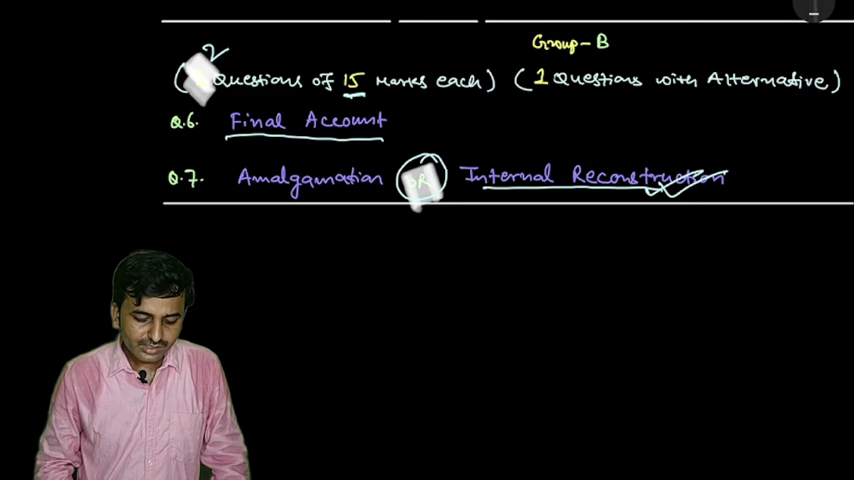 Group-B
2
( Questions of 15 Marks each) (1 Questions with Alternative)
Q.6. Final Account
Q.7. Amalgamation OR Internal Reconstruction